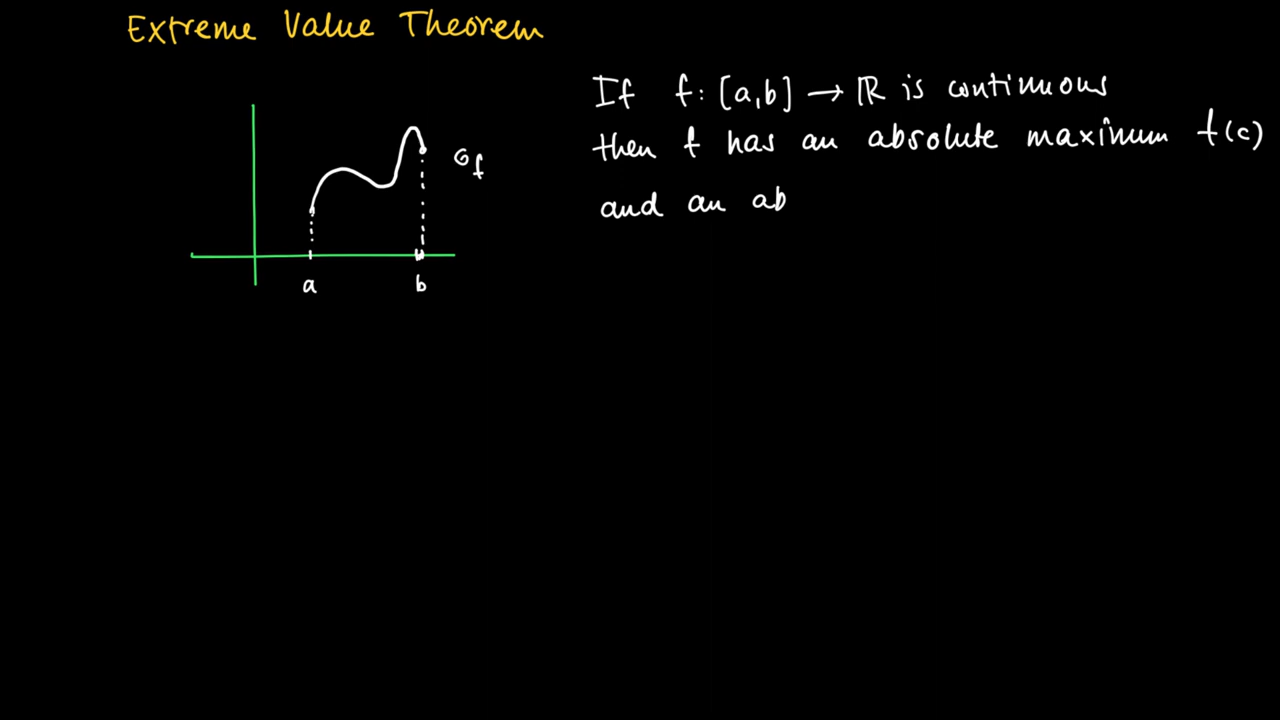 Extreme Value Theorem
If f: [a,b] → ℝ is continuous
then f has an absolute maximum f(c)
and an ab
G_f
a
b